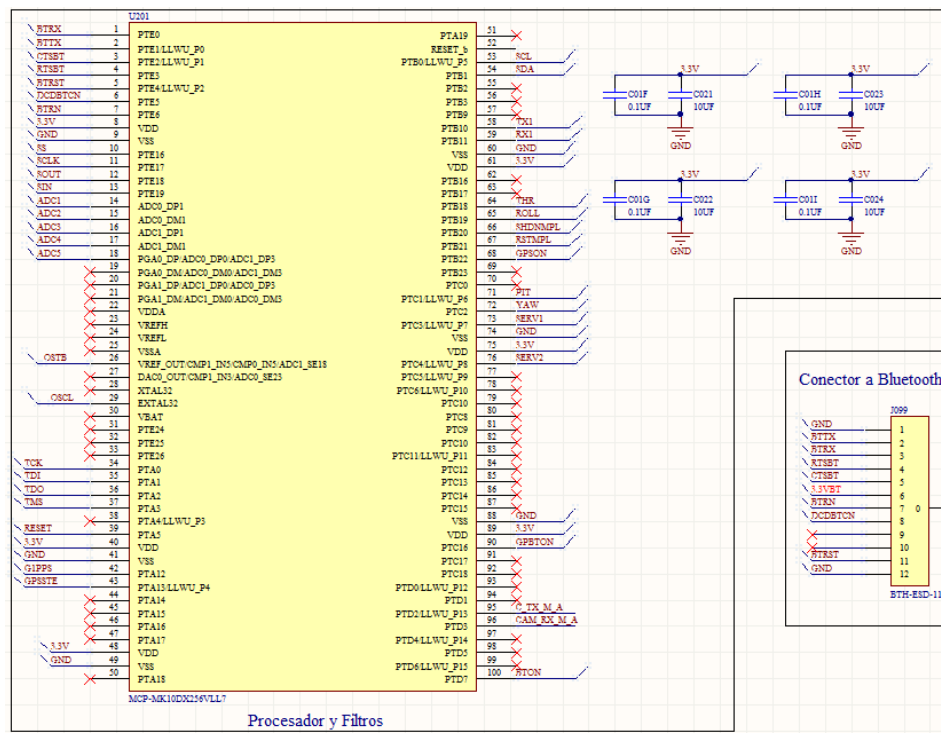 U201
BTRX 1 PTE0
BTTX 2 PTE1/LLWU_P0
CTSBT 3 PTE2/LLWU_P1
RTSBT 4 PTE3
BTRST 5 PTE4/LLWU_P2
DCDBTCN 6 PTE5
BTRN 7 PTE6
3.3V 8 VDD
GND 9 VSS
SS 10 PTE16
SCLK 11 PTE17
SOUT 12 PTE18
SIN 13 PTE19
ADC1 14 ADC0_DP1
ADC2 15 ADC0_DM1
ADC3 16 ADC1_DP1
ADC4 17 ADC1_DM1
ADC5 18 PGA0_DP/ADC0_DP0/ADC1_DP3
19 PGA0_DM/ADC0_DM0/ADC1_DM3
20 PGA1_DP/ADC1_DP0/ADC0_DP3
21 PGA1_DM/ADC1_DM0/ADC0_DM3
22 VDDA
23 VREFH
24 VREFL
25 VSSA
OSTB 26 VREF_OUT/CMP1_IN5/CMP0_IN5/ADC1_SE18
27 DAC0_OUT/CMP1_IN3/ADC0_SE23
28 XTAL32
OSCL 29 EXTAL32
30 VBAT
31 PTE24
32 PTE25
33 PTE26
TCK 34 PTA0
TDI 35 PTA1
TDO 36 PTA2
TMS 37 PTA3
38 PTA4/LLWU_P3
RESET 39 PTA5
3.3V 40 VDD
GND 41 VSS
G1PPS 42 PTA12
GPSSTE 43 PTA13/LLWU_P4
44 PTA14
45 PTA15
46 PTA16
47 PTA17
3.3V 48 VDD
GND 49 VSS
50 PTA18
PTA19 51
RESET_b 52
PTB0/LLWU_P5 53 SCL
PTB1 54 SDA
PTB2 55
PTB3 56
PTB9 57
PTB10 58 TX1
PTB11 59 RX1
VSS 60 GND
VDD 61 3.3V
PTB16 62
PTB17 63
PTB18 64 THR
PTB19 65 ROLL
PTB20 66 SHDNMPL
PTB21 67 RSTMPL
PTB22 68 GPSON
PTB23 69
PTC0 70
PTC1/LLWU_P6 71 PIT
PTC2 72 YAW
PTC3/LLWU_P7 73 SERV1
VSS 74 GND
VDD 75 3.3V
PTC4/LLWU_P8 76 SERV2
PTC5/LLWU_P9 77
PTC6/LLWU_P10 78
PTC10 79
PTC8 80
PTC9 81
PTC10 82
PTC11/LLWU_P11 83
PTC12 84
PTC13 85
PTC14 86
PTC15 87
VSS 88 GND
VDD 89 3.3V
PTC16 90 GPBTON
PTC17 91
PTC18 92
PTD0/LLWU_P12 93
PTD1 94
PTD2/LLWU_P13 95 C_TX_M_A
PTD3 96 CAM_RX_M_A
PTD4/LLWU_P14 97
PTD5 98
PTD6/LLWU_P15 99
PTD7 100 BTON
MCP-MK10DX256VLL7
Procesador y Filtros
3.3V
C01F 0.1UF
C021 10UF
GND
3.3V
C01H 0.1UF
C023 10UF
GND
3.3V
C01G 0.1UF
C022 10UF
GND
3.3V
C01I 0.1UF
C024 10UF
GND
Conector a Bluetooth
J099
GND 1
BTTX 2
BTRX 3
RTSBT 4
CTSBT 5
3.3VBT 6
BTRN 7 0
DCDBTCN 8
9
10
BTRST 11
GND 12
BTH-ESD-11